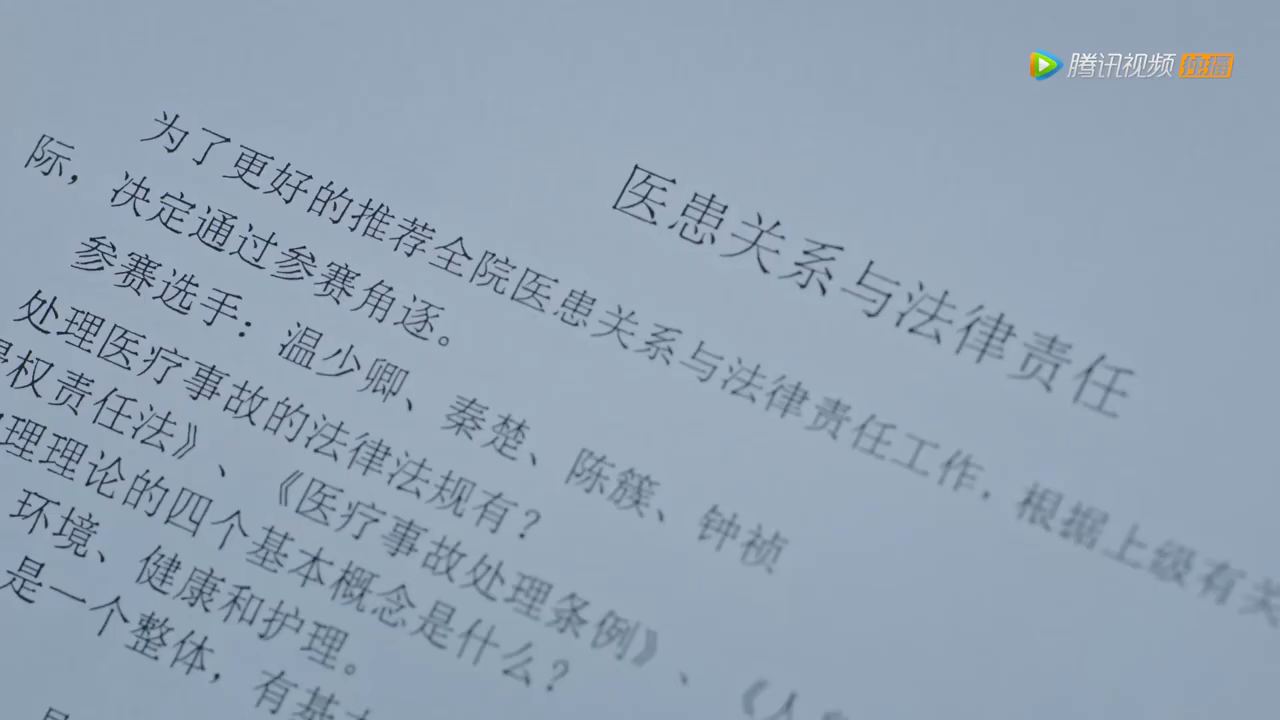 腾讯视频 独播
医患关系与法律责任
为了更好的推荐全院医患关系与法律责任工作，根据上级有关
际，决定通过参赛角逐。
参赛选手：温少卿、秦楚、陈簇、钟祯
处理医疗事故的法律法规有？
侵权责任法》、《医疗事故处理条例》、《人
理理论的四个基本概念是什么？
环境、健康和护理。
是一个整体，有基本